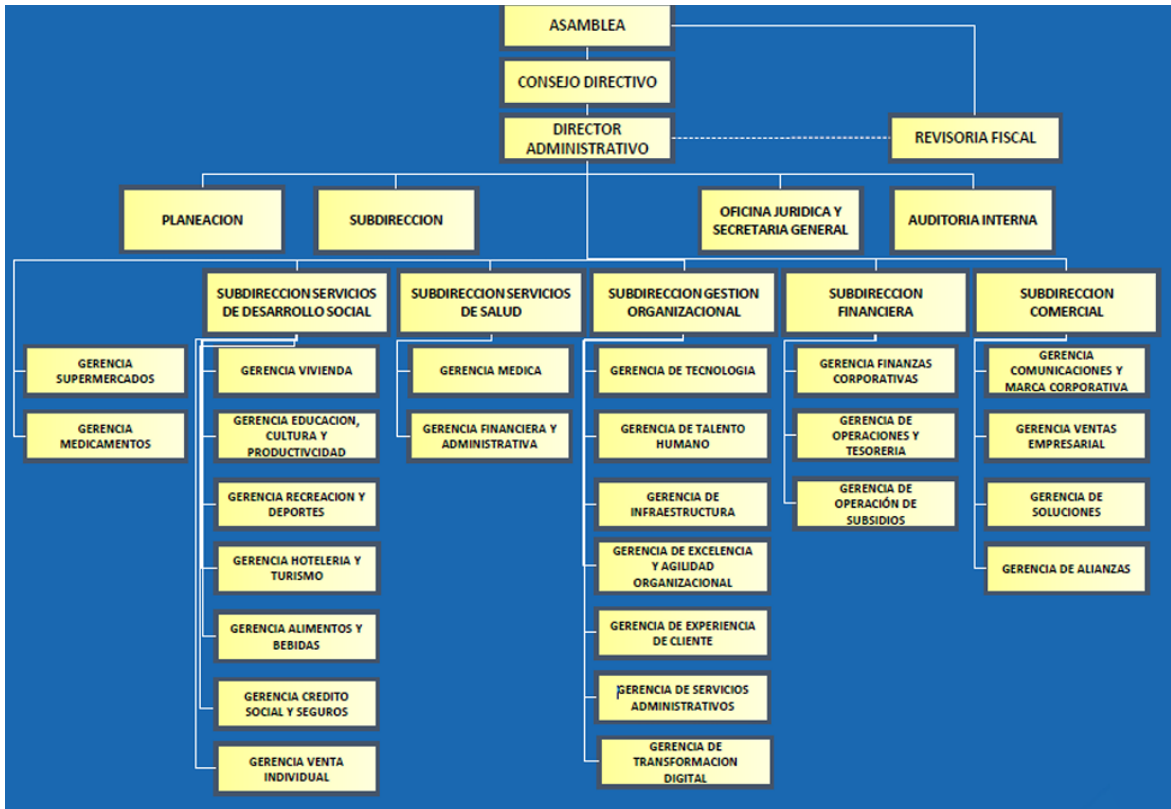 ASAMBLEA
CONSEJO DIRECTIVO
DIRECTOR
ADMINISTRATIVO
REVISORIA FISCAL
PLANEACION
SUBDIRECCION
OFICINA JURIDICA Y
SECRETARIA GENERAL
AUDITORIA INTERNA
SUBDIRECCION SERVICIOS
DE DESARROLLO SOCIAL
SUBDIRECCION SERVICIOS
DE SALUD
SUBDIRECCION GESTION
ORGANIZACIONAL
SUBDIRECCION
FINANCIERA
SUBDIRECCION
COMERCIAL
GERENCIA
SUPERMERCADOS
GERENCIA
MEDICAMENTOS
GERENCIA VIVIENDA
GERENCIA EDUCACION,
CULTURA Y
PRODUCTIVCIDAD
GERENCIA RECREACION Y
DEPORTES
GERENCIA HOTELERIA Y
TURISMO
GERENCIA ALIMENTOS Y
BEBIDAS
GERENCIA CREDITO
SOCIAL Y SEGUROS
GERENCIA VENTA
INDIVIDUAL
GERENCIA MEDICA
GERENCIA FINANCIERA Y
ADMINISTRATIVA
GERENCIA DE TECNOLOGIA
GERENCIA DE TALENTO
HUMANO
GERENCIA DE
INFRAESTRUCTURA
GERENCIA DE EXCELENCIA
Y AGILIDAD
ORGANIZACIONAL
GERENCIA DE EXPERIENCIA
DE CLIENTE
GERENCIA DE SERVICIOS
ADMINISTRATIVOS
GERENCIA DE
TRANSFORMACION
DIGITAL
GERENCIA FINANZAS
CORPORATIVAS
GERENCIA DE
OPERACIONES Y
TESORERIA
GERENCIA DE
OPERACIÓN DE
SUBSIDIOS
GERENCIA
COMUNICACIONES Y
MARCA CORPORATIVA
GERENCIA VENTAS
EMPRESARIAL
GERENCIA DE
SOLUCIONES
GERENCIA DE ALIANZAS